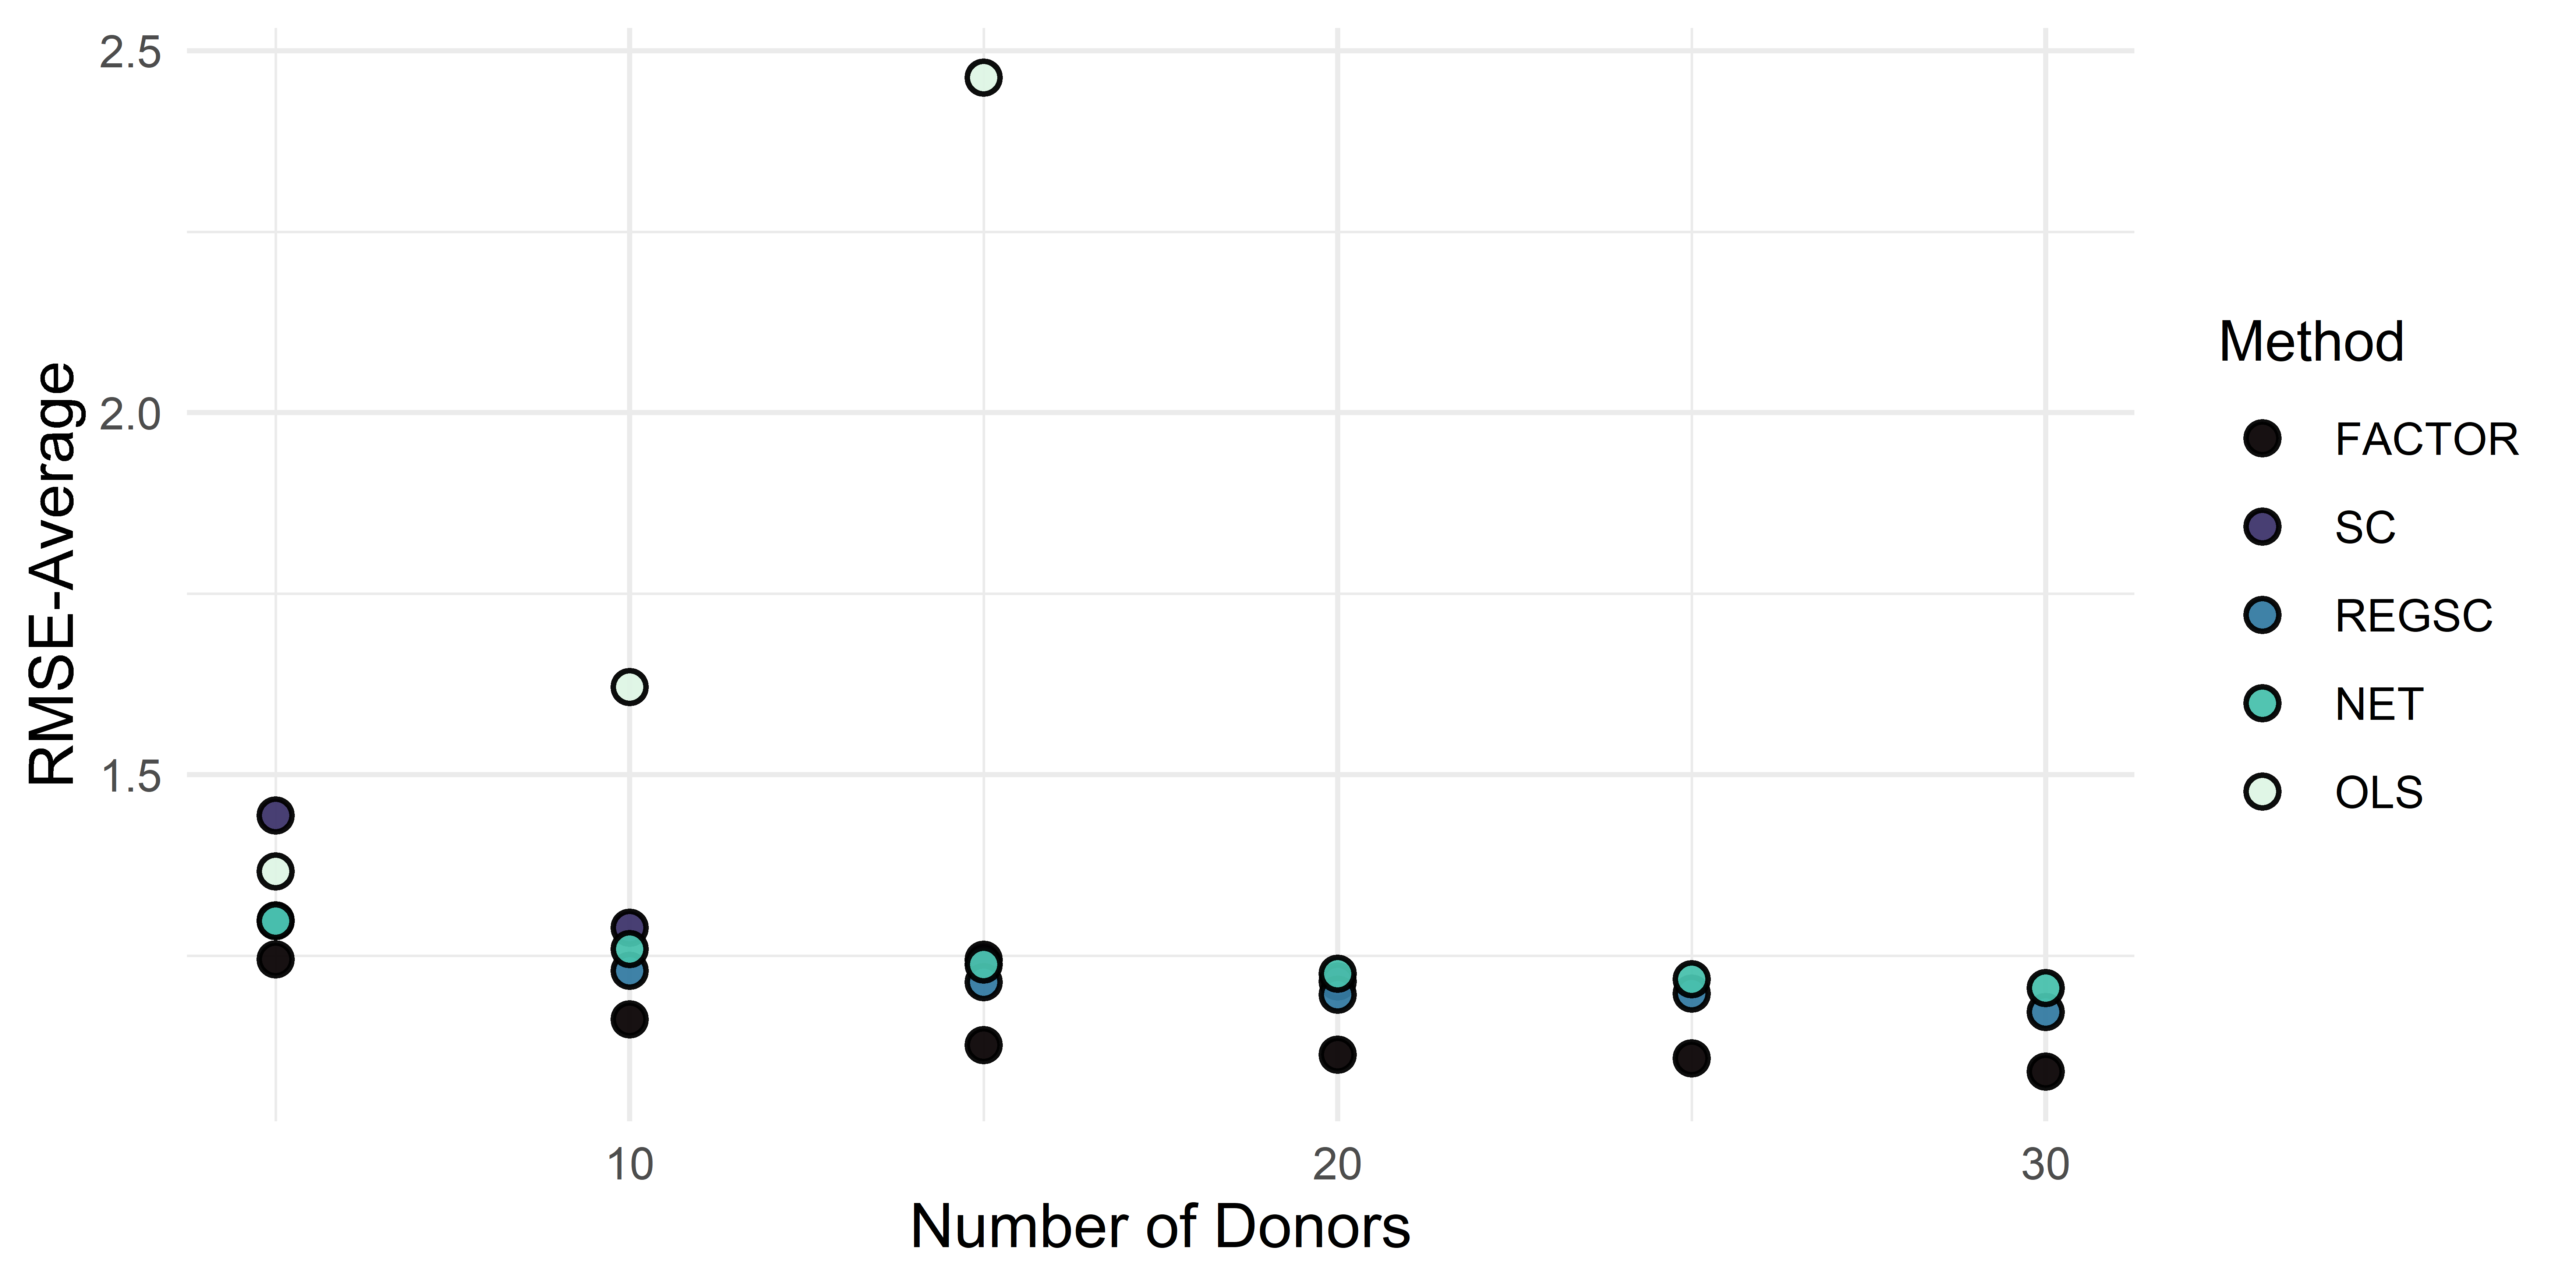 RMSE-Average
2.5
2.0
1.5
10
20
30
Number of Donors
Method
FACTOR
SC
REGSC
NET
OLS